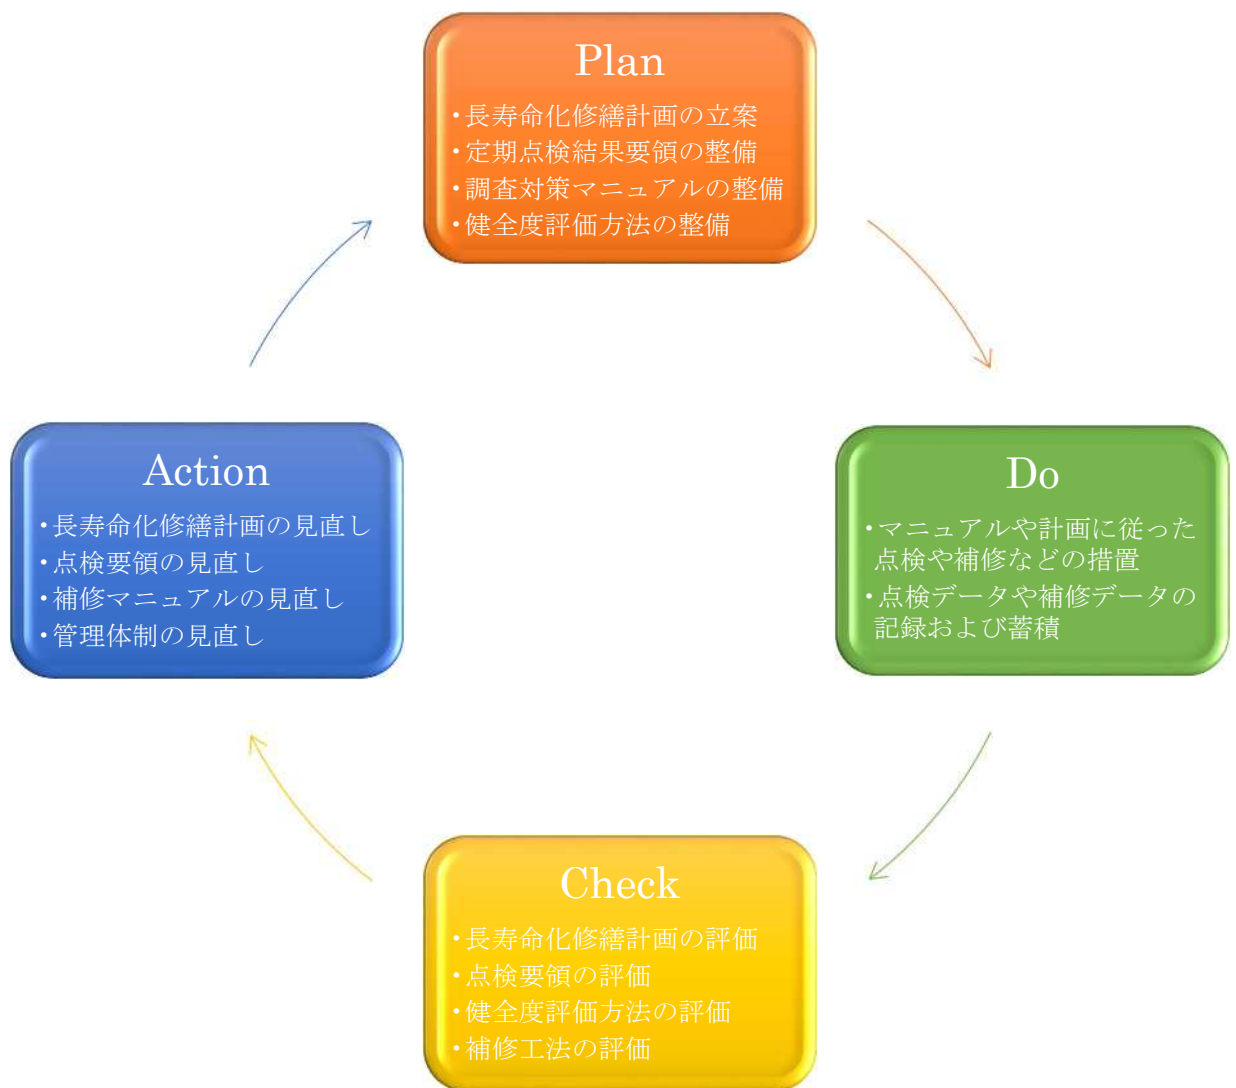 Plan
・長寿命化修繕計画の立案
・定期点検結果要領の整備
・調査対策マニュアルの整備
・健全度評価方法の整備
Action
・長寿命化修繕計画の見直し
・点検要領の見直し
・補修マニュアルの見直し
・管理体制の見直し
Do
・マニュアルや計画に従った
点検や補修などの措置
・点検データや補修データの
記録および蓄積
Check
・長寿命化修繕計画の評価
・点検要領の評価
・健全度評価方法の評価
・補修工法の評価